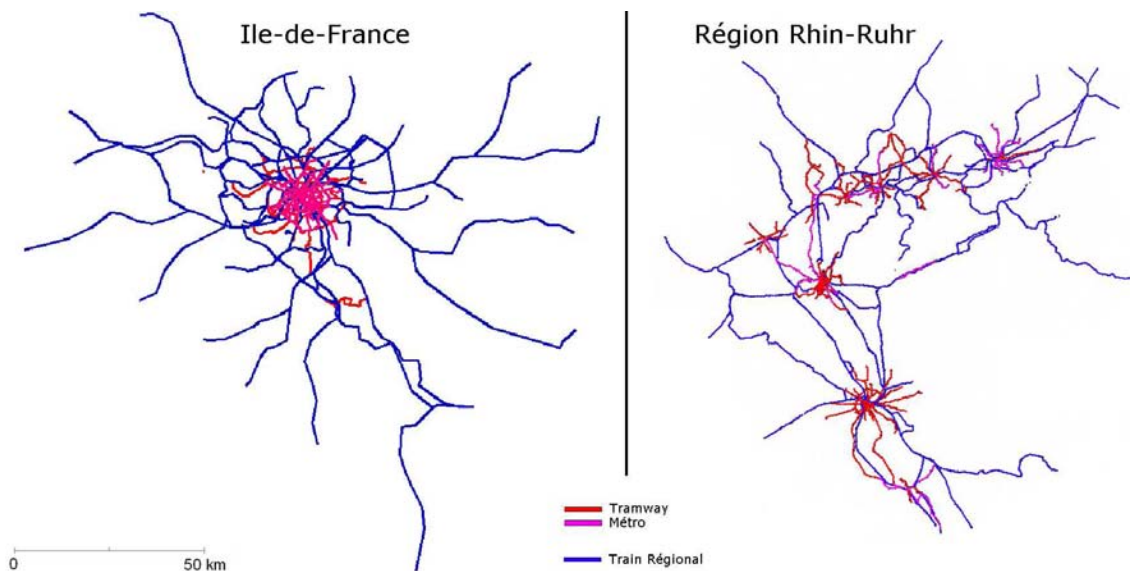 Ile-de-France
Région Rhin-Ruhr
Tramway
Métro
Train Régional
0
50 km